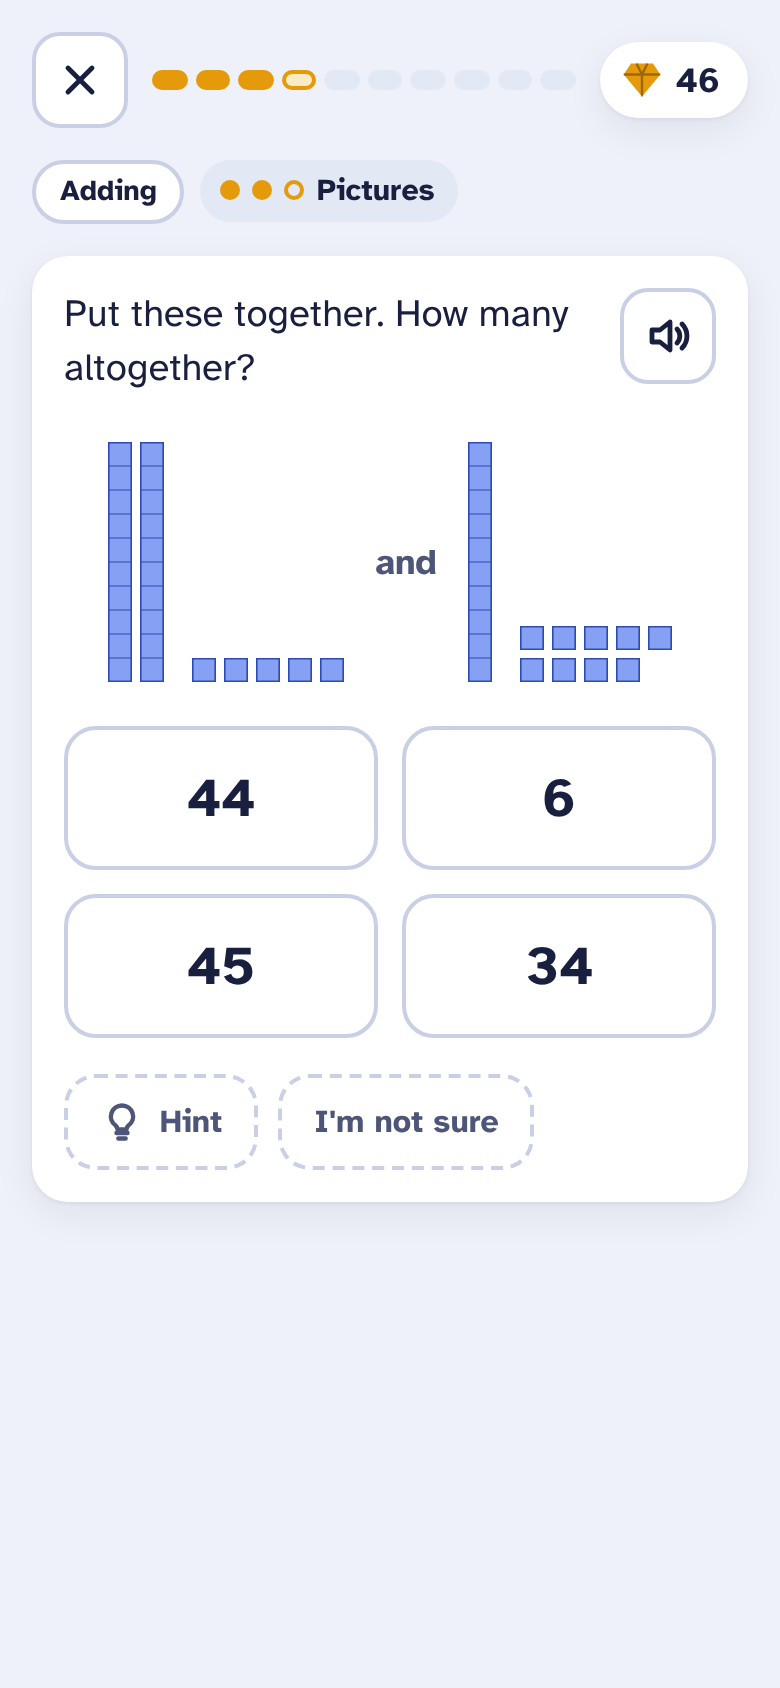 46
Adding
Pictures
Put these together. How many
altogether?
and
44
6
45
34
Hint
I'm not sure